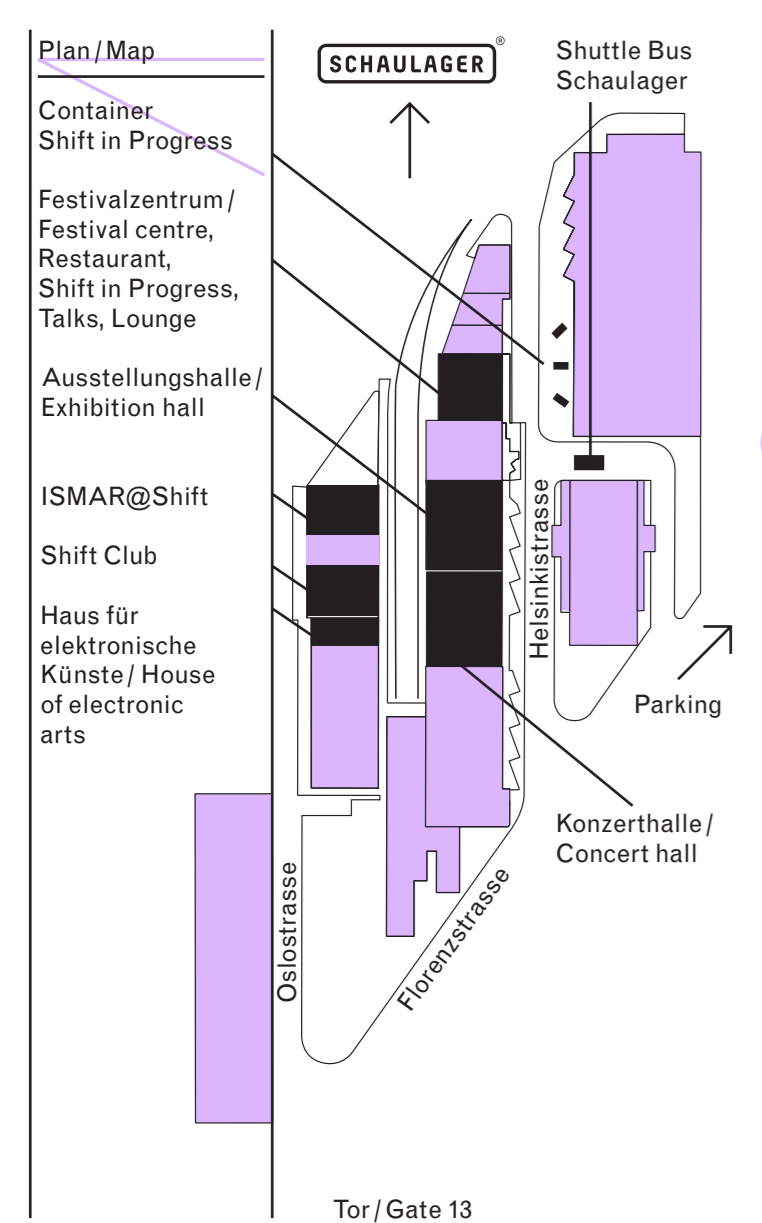 Plan / Map
Container
Shift in Progress
Festivalzentrum /
Festival centre,
Restaurant,
Shift in Progress,
Talks, Lounge
Ausstellungshalle /
Exhibition hall
ISMAR@Shift
Shift Club
Haus für
elektronische
Künste / House
of electronic
arts
SCHAULAGER®
Shuttle Bus
Schaulager
Helsinkistrasse
Parking
Konzerthalle /
Concert hall
Oslostrasse
Florenzstrasse
Tor / Gate 13